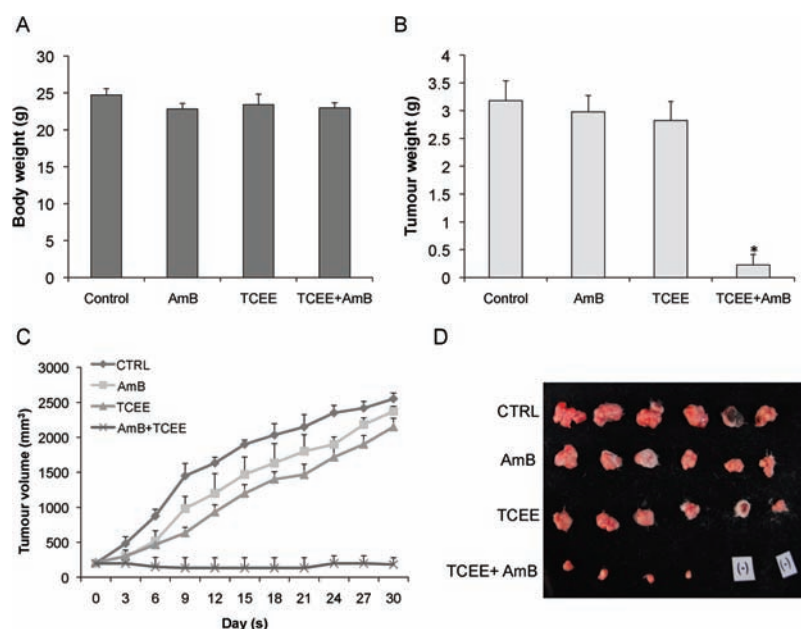 A
Body weight (g)
30
25
20
15
10
5
0
Control AmB TCEE TCEE+AmB
B
Tumour weight (g)
4
3.5
3
2.5
2
1.5
1
0.5
0
*
Control AmB TCEE TCEE+AmB
C
Tumour volume (mm³)
3000
2500
2000
1500
1000
500
0
CTRL
AmB
TCEE
AmB+TCEE
0 3 6 9 12 15 18 21 24 27 30
Day (s)
D
CTRL
AmB
TCEE
TCEE+ AmB
(-)
(-)